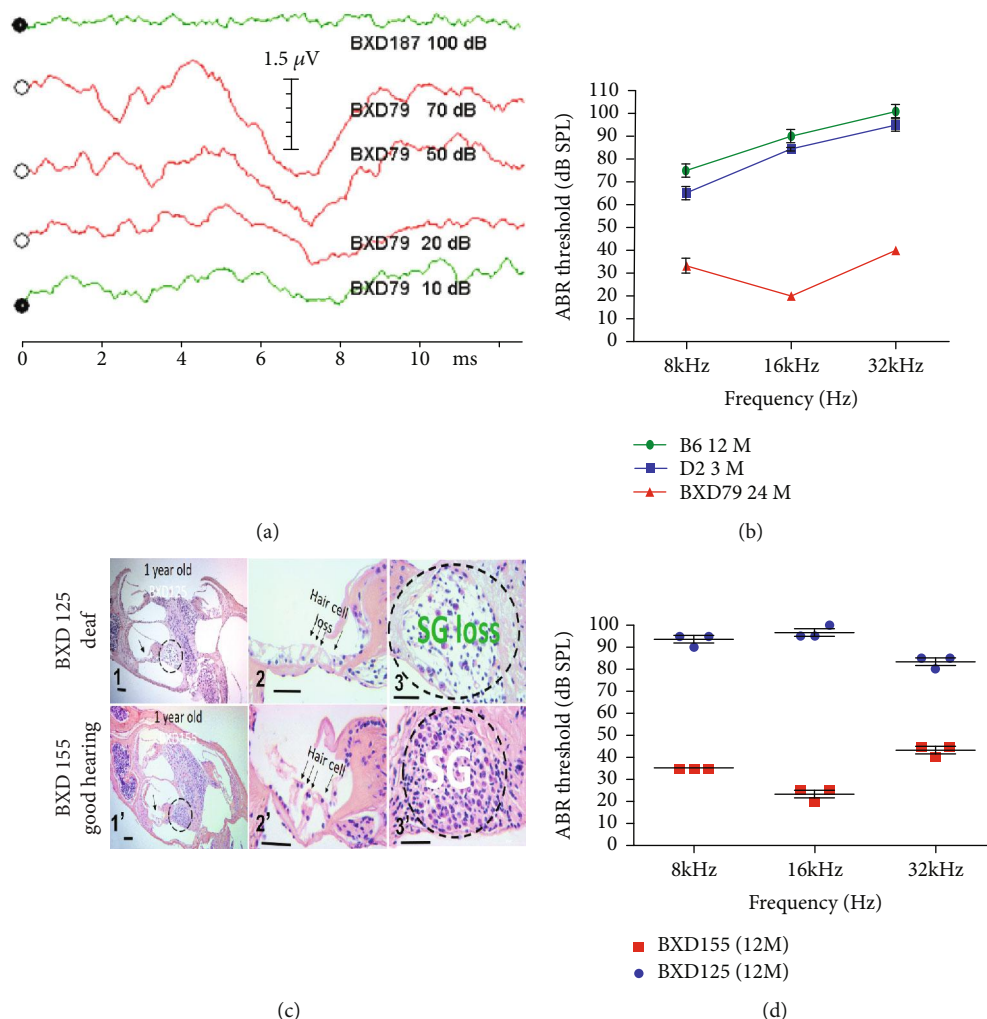 BXD187 100 dB
1.5 µV
BXD79 70 dB
BXD79 50 dB
BXD79 20 dB
BXD79 10 dB
0 2 4 6 8 10 ms
(a)
ABR threshold (dB SPL)
110
100
90
80
70
60
50
40
30
20
10
0
8kHz 16kHz 32kHz
Frequency (Hz)
B6 12 M
D2 3 M
BXD79 24 M
(b)
BXD 125
deaf
1 year old
1
Hair cell
loss
2
SG loss
3
BXD 155
good hearing
1 year old
1'
Hair cell
2'
SG
3'
(c)
ABR threshold (dB SPL)
100
90
80
70
60
50
40
30
20
10
0
8kHz 16kHz 32kHz
Frequency (Hz)
BXD155 (12M)
BXD125 (12M)
(d)